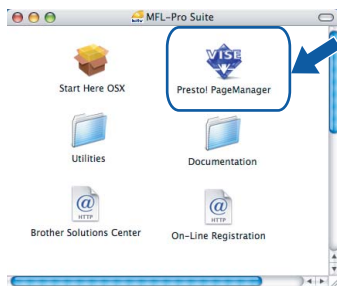 MFL-Pro Suite
VISE
Start Here OSX
Presto! PageManager
Utilities
Documentation
@
HTTP
@
HTTP
Brother Solutions Center
On-Line Registration